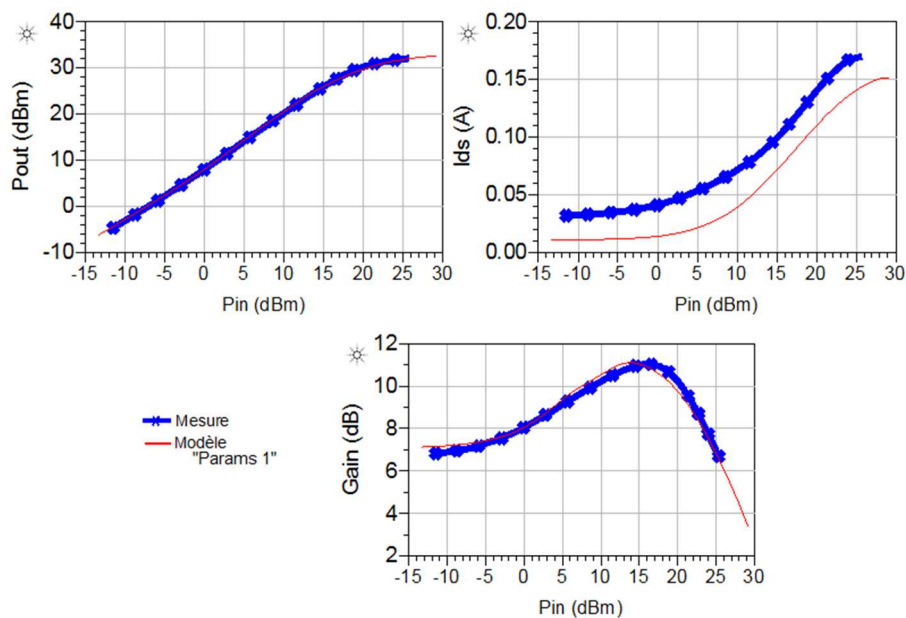 40
30
20
10
0
-10
Pout (dBm)
-15 -10 -5 0 5 10 15 20 25 30
Pin (dBm)
0.20
0.15
0.10
0.05
0.00
Ids (A)
-15 -10 -5 0 5 10 15 20 25 30
Pin (dBm)
12
10
8
6
4
2
Gain (dB)
-15 -10 -5 0 5 10 15 20 25 30
Pin (dBm)
Mesure
Modèle
"Params 1"